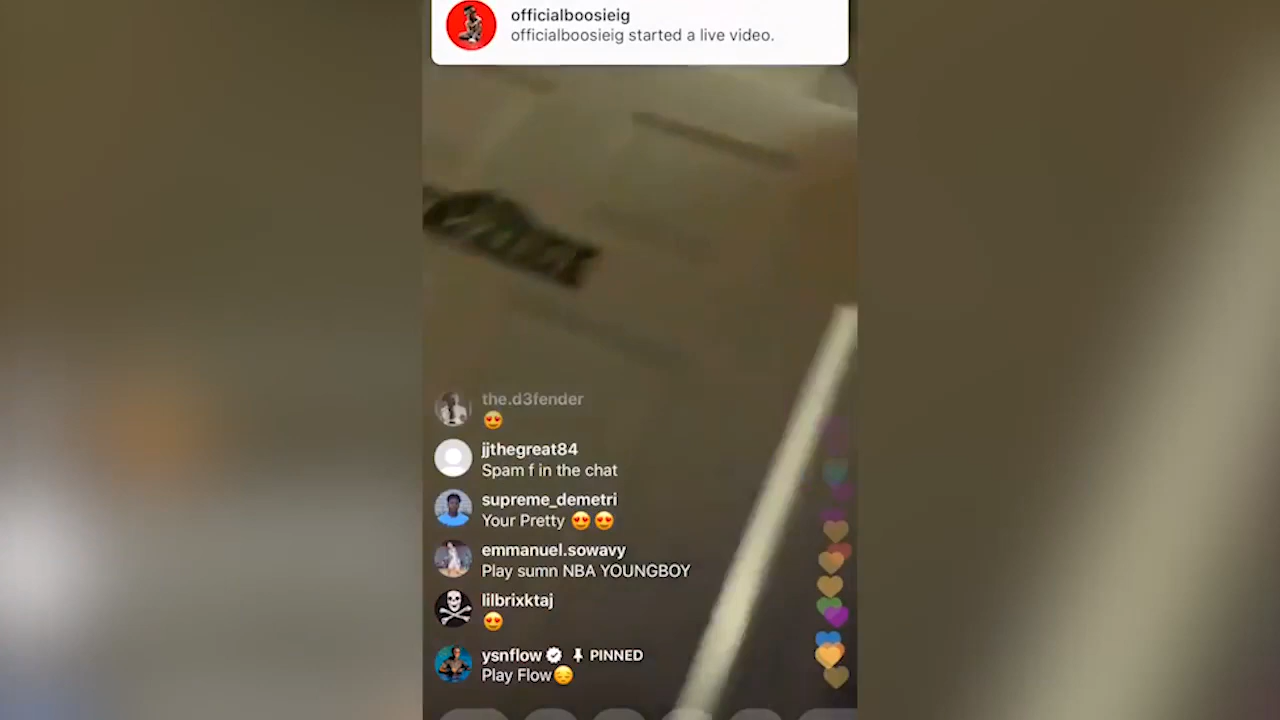 officialboosieig
officialboosieig started a live video.
the.d3fender
😍
jjthegreat84
Spam f in the chat
supreme_demetri
Your Pretty 😍😍
emmanuel.sowavy
Play sumn NBA YOUNGBOY
lilbrixktaj
😍
ysnflow PINNED
Play Flow😔